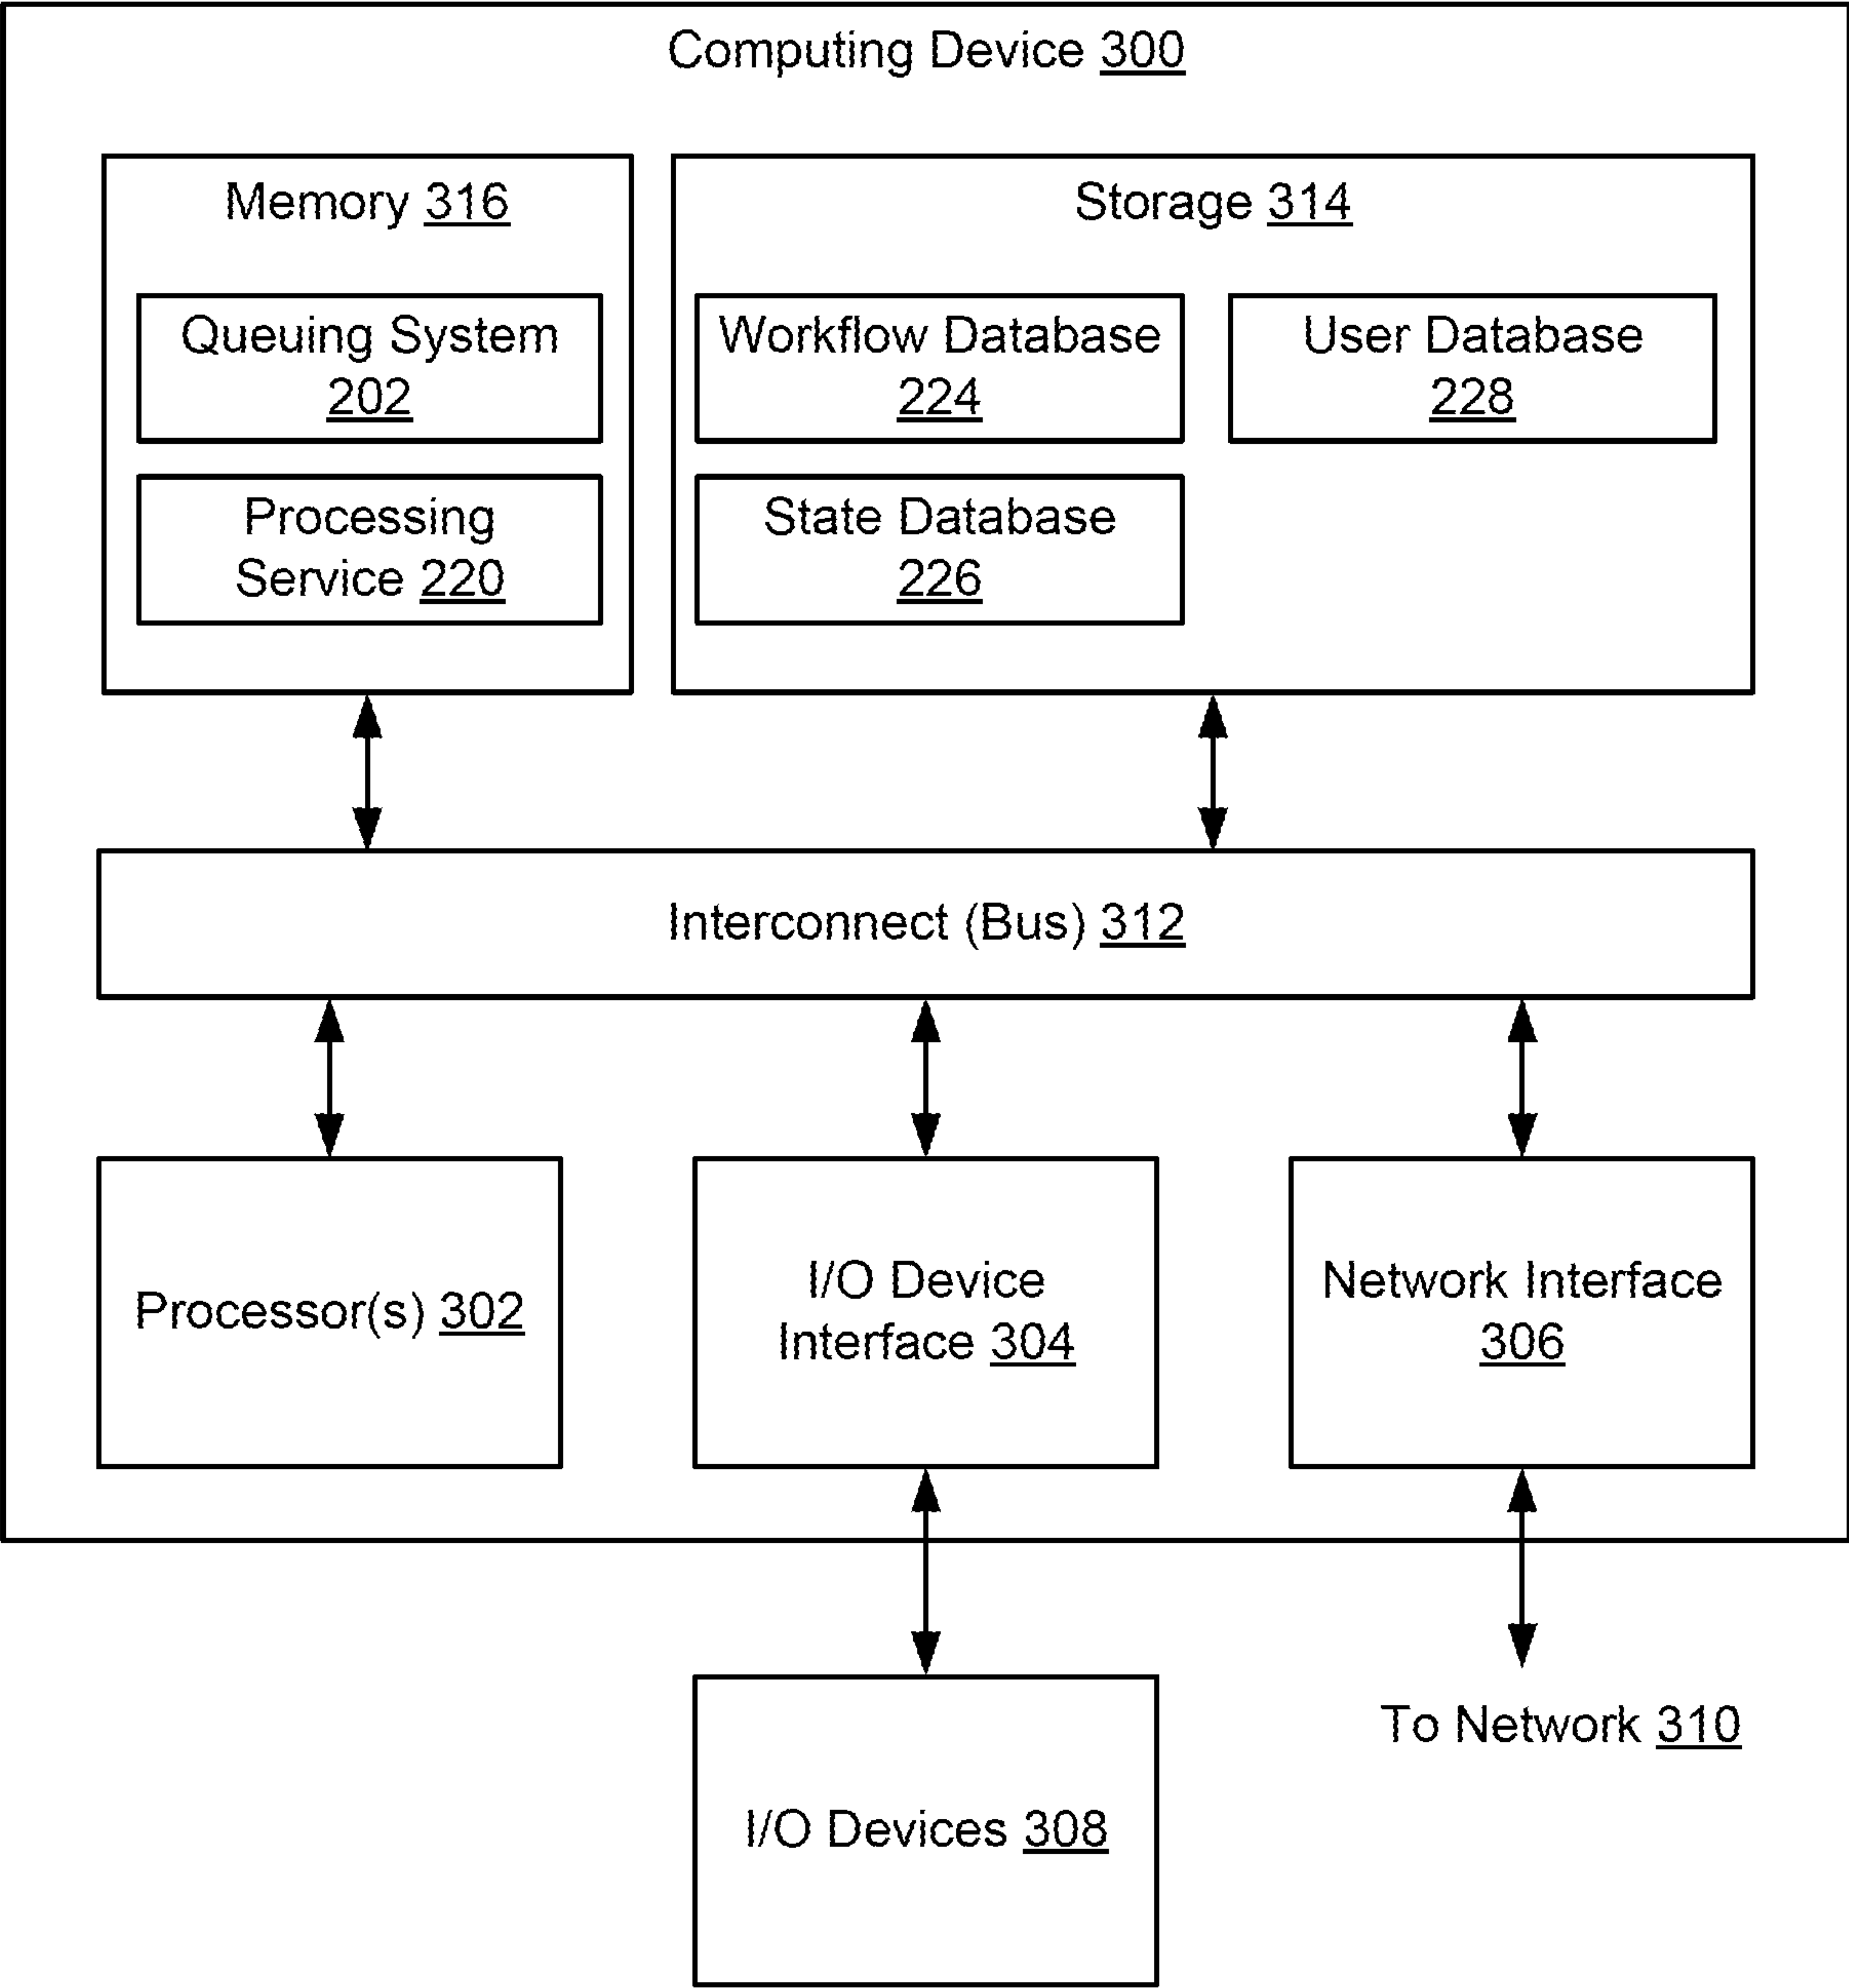 Computing Device 300
Memory 316
Queuing System
202
Processing
Service 220
Storage 314
Workflow Database
224
User Database
228
State Database
226
Interconnect (Bus) 312
Processor(s) 302
I/O Device
Interface 304
Network Interface
306
I/O Devices 308
To Network 310